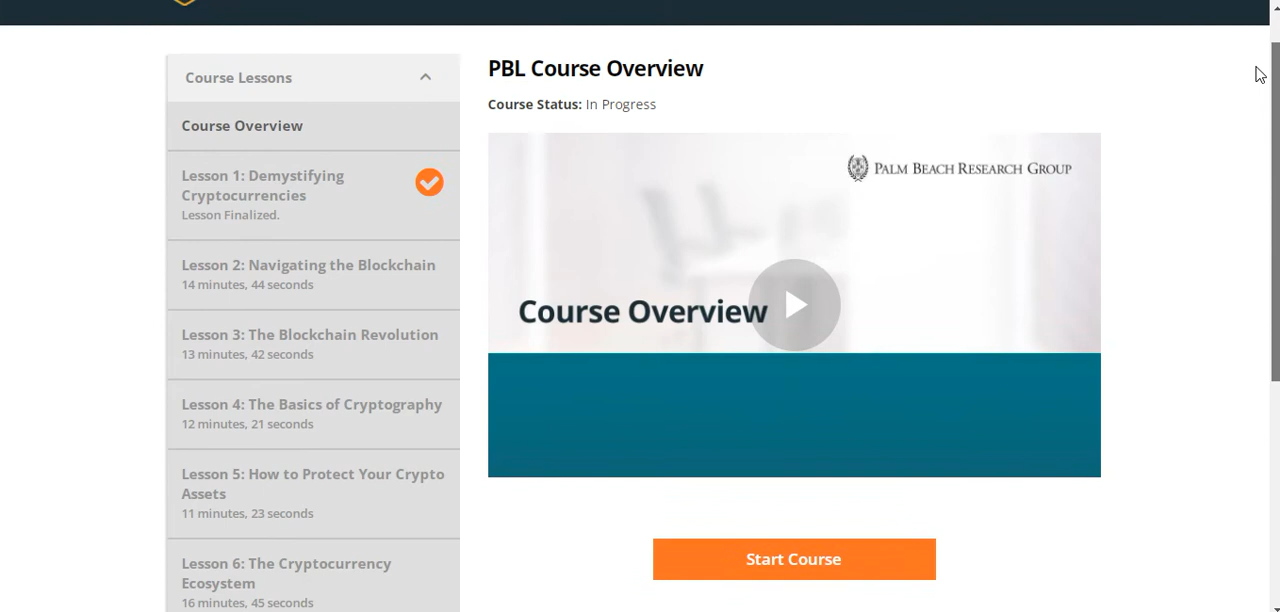 Course Lessons
Course Overview
Lesson 1: Demystifying
Cryptocurrencies
Lesson Finalized.
Lesson 2: Navigating the Blockchain
14 minutes, 44 seconds
Lesson 3: The Blockchain Revolution
13 minutes, 42 seconds
Lesson 4: The Basics of Cryptography
12 minutes, 21 seconds
Lesson 5: How to Protect Your Crypto
Assets
11 minutes, 23 seconds
Lesson 6: The Cryptocurrency
Ecosystem
16 minutes, 45 seconds
PBL Course Overview
Course Status: In Progress
PALM BEACH RESEARCH GROUP
Course Overview
Start Course